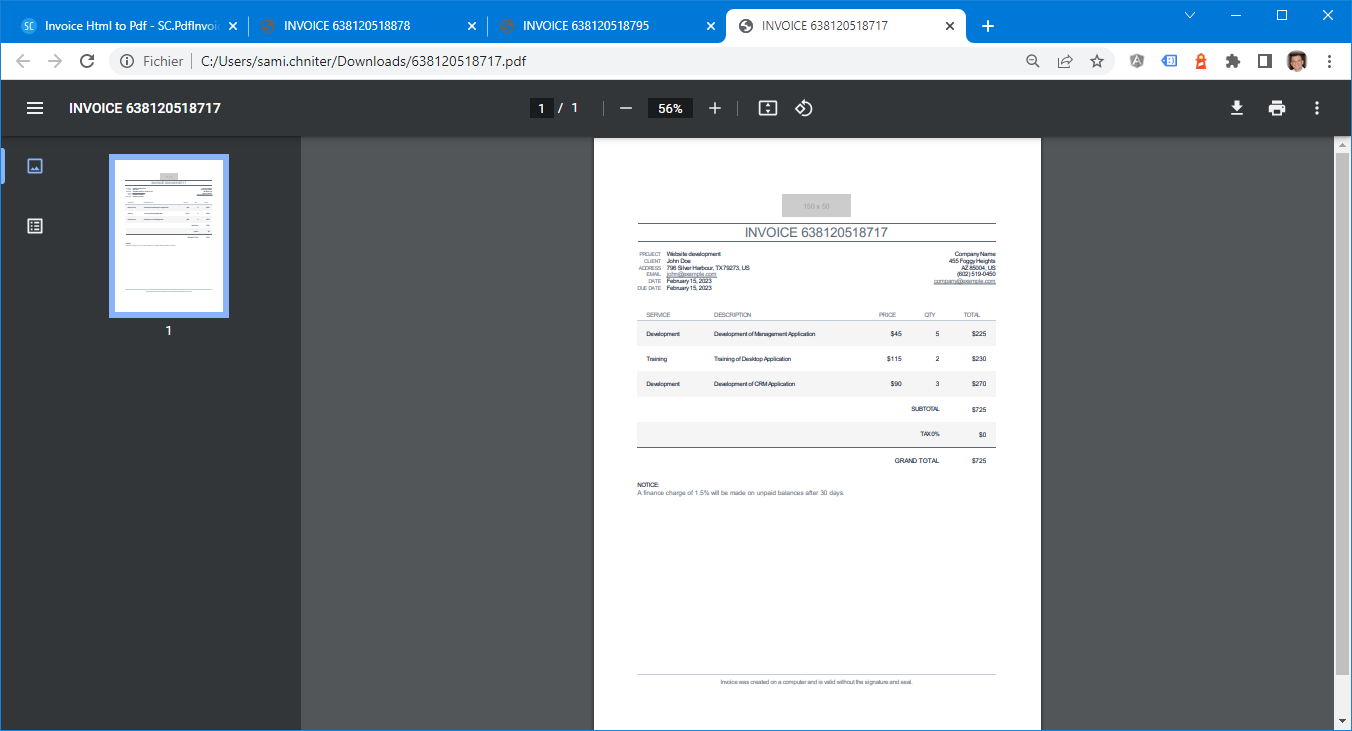 SC Invoice Html to Pdf - SC.PdfInvoi
INVOICE 638120518878
INVOICE 638120518795
INVOICE 638120518717
Fichier C:/Users/sami.chniter/Downloads/638120518717.pdf
INVOICE 638120518717
1 / 1
56%
1
150 x 50
INVOICE 638120518717
PROJECT Website development
CLIENT John Doe
ADDRESS 796 Silver Harbour, TX 79273, US
EMAIL john@example.com
DATE February 15, 2023
DUE DATE February 15, 2023
Company Name
455 Foggy Heights
AZ 85004, US
(602) 519-0450
company@example.com
SERVICE DESCRIPTION PRICE QTY TOTAL
Development Development of Management Application $45 5 $225
Training Training of Desktop Application $115 2 $230
Development Development of CRM Application $90 3 $270
SUBTOTAL $725
TAX 0% $0
GRAND TOTAL $725
NOTICE:
A finance charge of 1.5% will be made on unpaid balances after 30 days.
Invoice was created on a computer and is valid without the signature and seal.